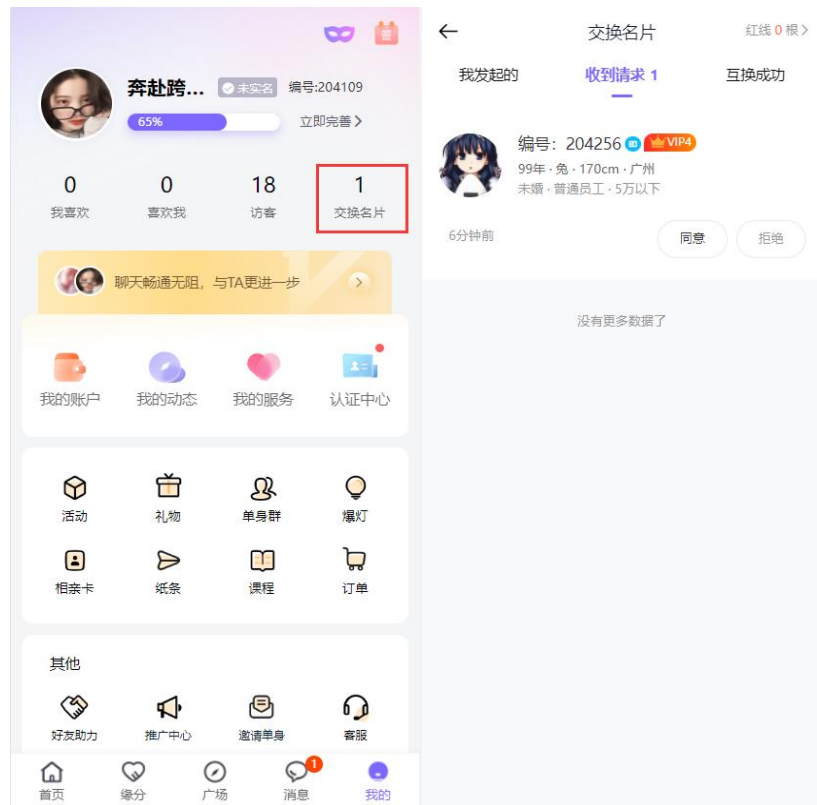 奔赴跨... 未实名 编号:204109
65% 立即完善
0 0 18 1
我喜欢 喜欢我 访客 交换名片
聊天畅通无阻，与TA更进一步
我的账户 我的动态 我的服务 认证中心
活动 礼物 单身群 爆灯
相亲卡 纸条 课程 订单
其他
好友助力 推广中心 邀请单身 客服
1
首页 缘分 广场 消息 我的
交换名片 红线 0 根
我发起的 收到请求 1 互换成功
编号：204256 VIP4
99年 · 兔 · 170cm · 广州
未婚 · 普通员工 · 5万以下
6分钟前 同意 拒绝
没有更多数据了